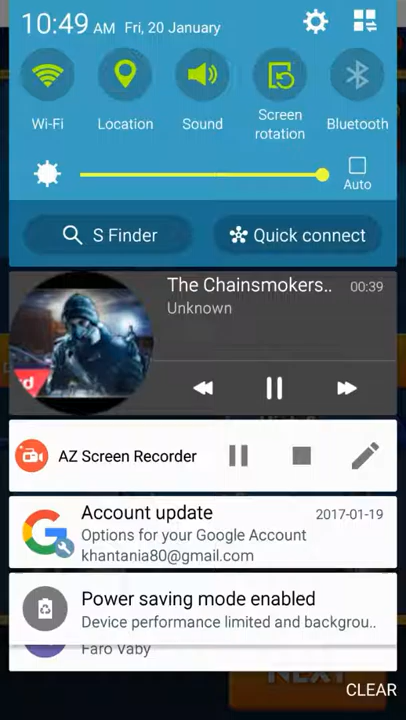 10:49 AM Fri, 20 January
Wi-Fi
Location
Sound
Screen
rotation
Bluetooth
Auto
S Finder
Quick connect
The Chainsmokers..
00:39
Unknown
AZ Screen Recorder
Account update
2017-01-19
Options for your Google Account
khantania80@gmail.com
Power saving mode enabled
Device performance limited and backgrou..
Faro Vaby
NEXT
CLEAR